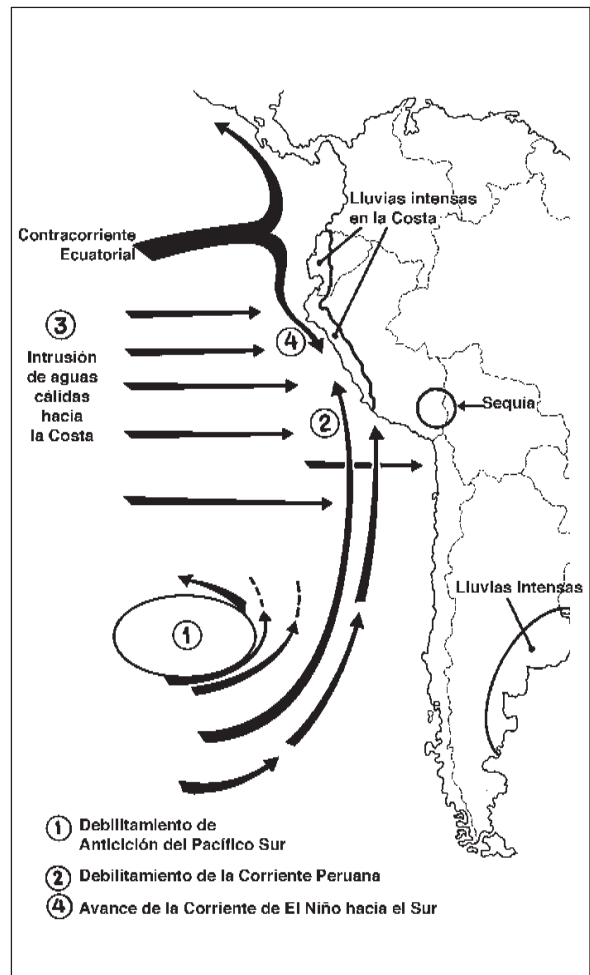 Lluvias intensas
en la Costa
Contracorriente
Ecuatorial
3
Intrusión
de aguas
cálidas
hacia
la Costa
4
2
Sequía
Lluvias Intensas
1
1 Debilitamiento de
Anticición del Pacífico Sur
2 Debilitamiento de la Corriente Peruana
4 Avance de la Corriente de El Niño hacia el Sur